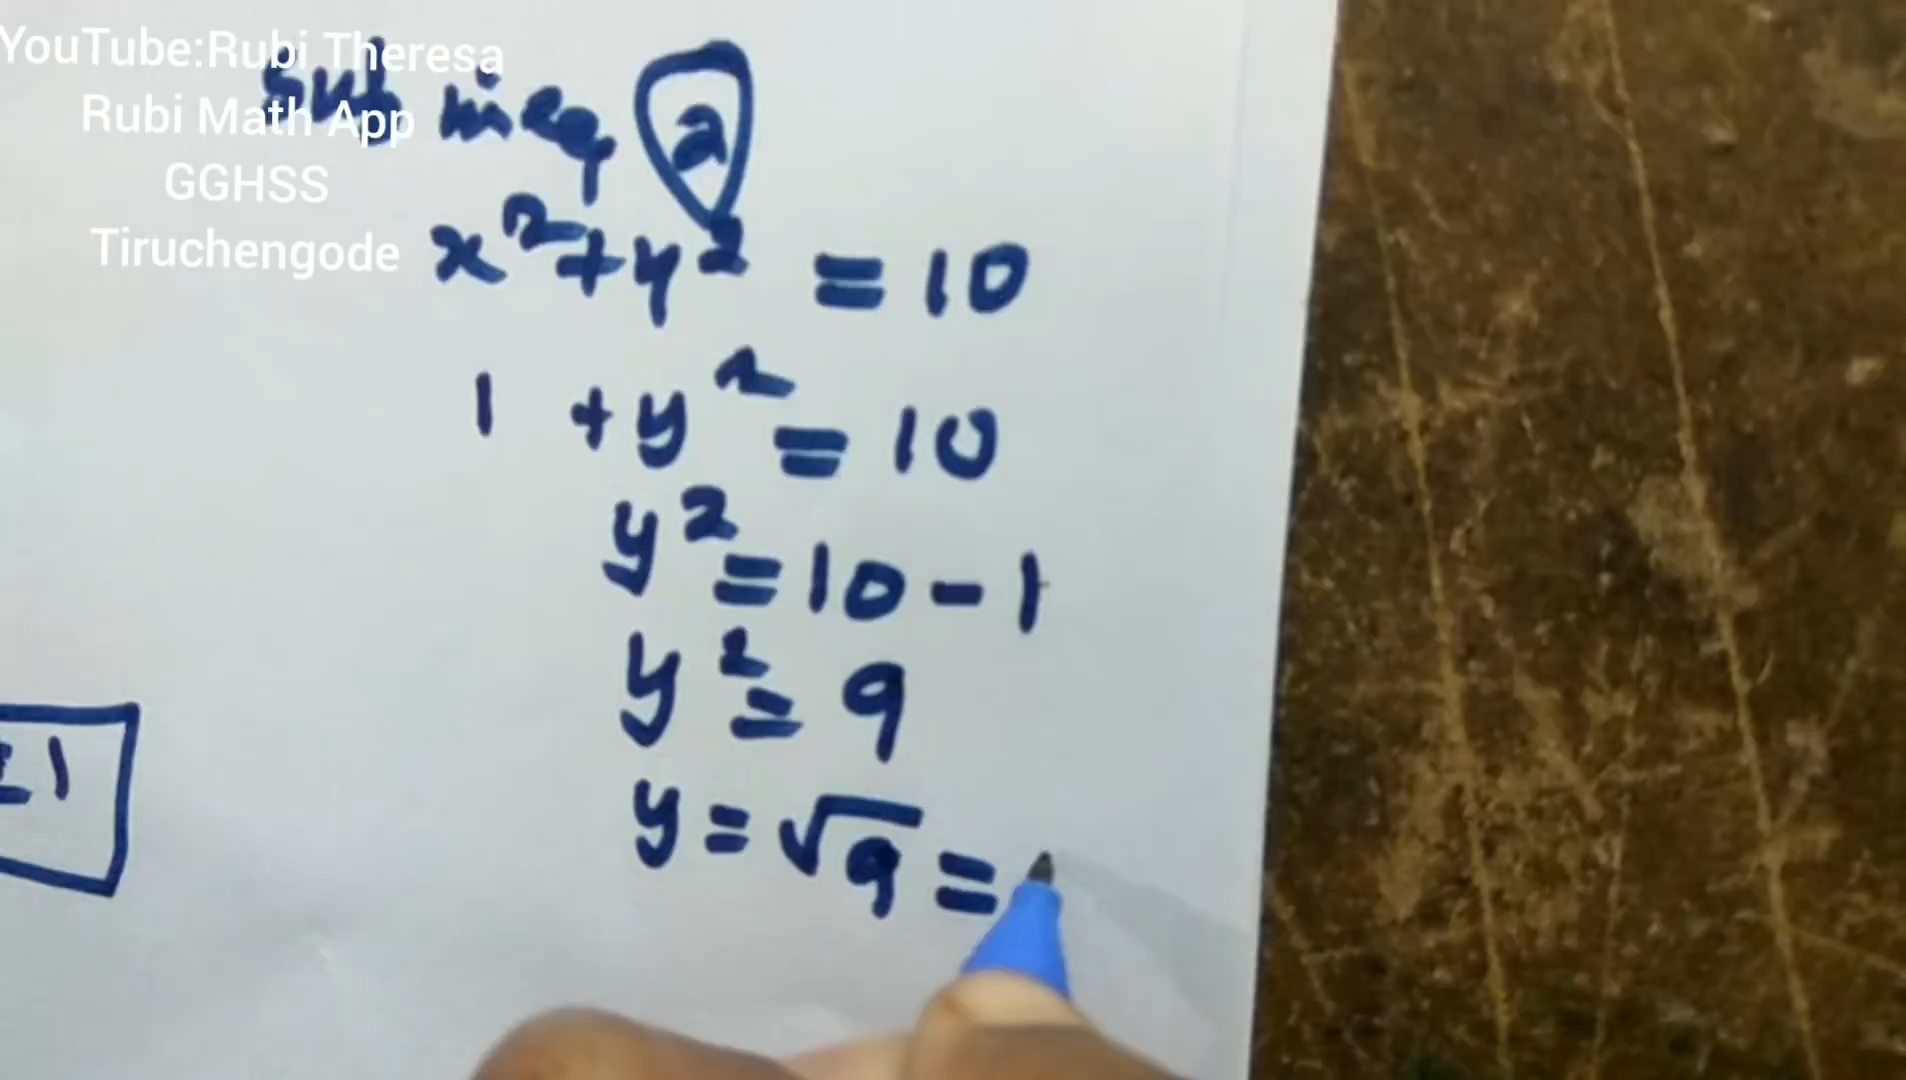 YouTube:Rubi Theresa
Rubi Math App
GGHSS
Tiruchengode
sub in eq 2
x² + y² = 10
1 + y² = 10
y² = 10 - 1
y² = 9
y = √9 =
= 1